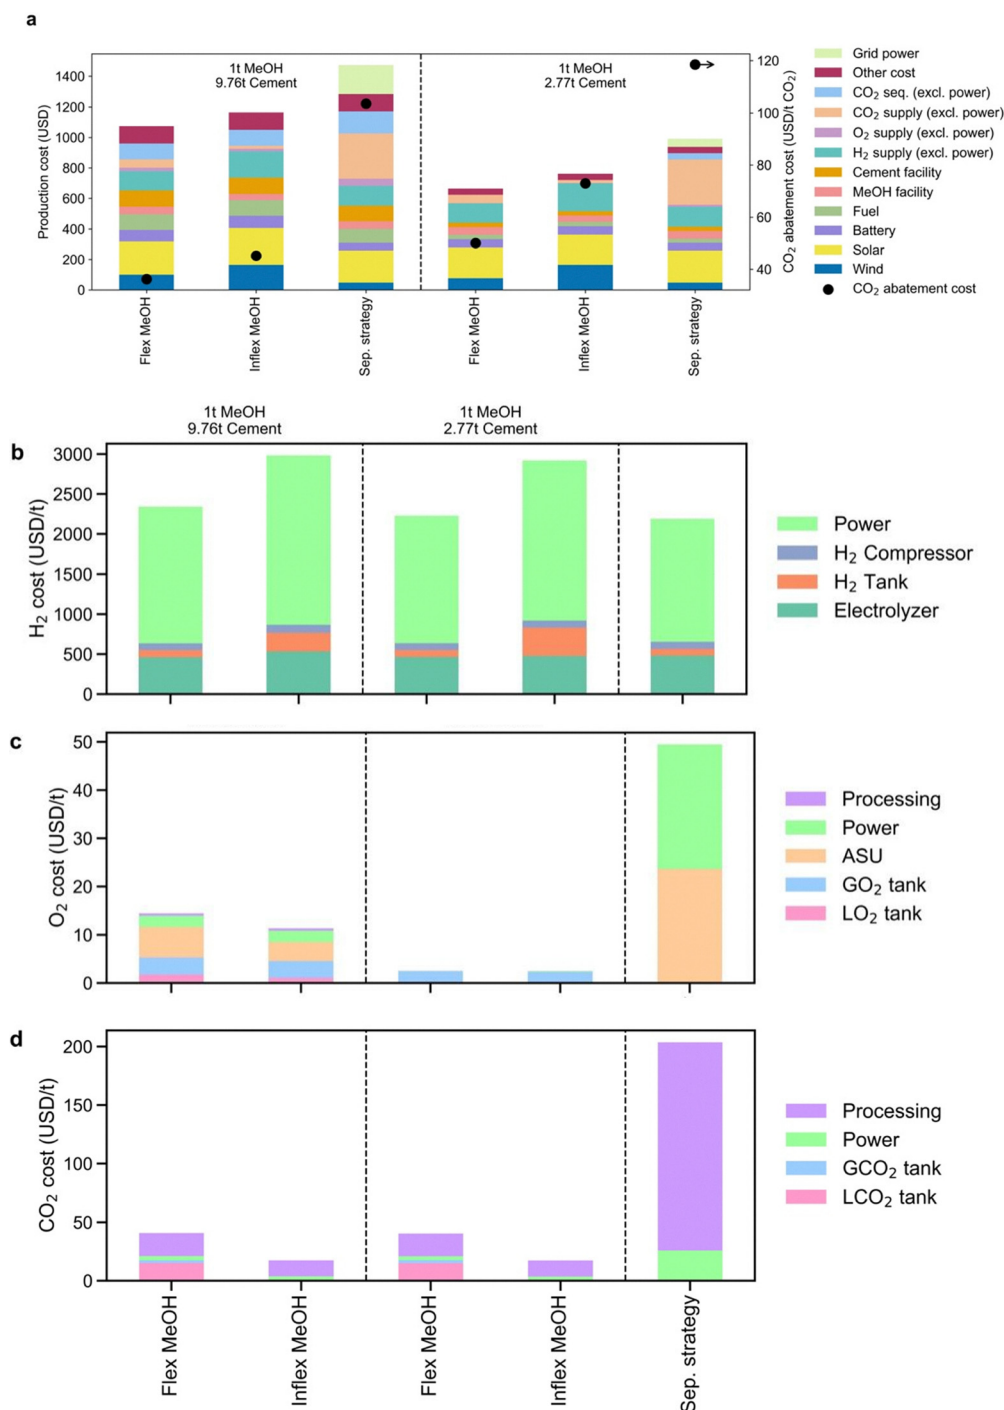 a
1t MeOH
9.76t Cement
1t MeOH
2.77t Cement
Production cost (USD)
0
200
400
600
800
1000
1200
1400
CO₂ abatement cost (USD/t CO₂)
40
60
80
100
120
Flex MeOH
Inflex MeOH
Sep. strategy
Flex MeOH
Inflex MeOH
Sep. strategy
Grid power
Other cost
CO₂ seq. (excl. power)
CO₂ supply (excl. power)
O₂ supply (excl. power)
H₂ supply (excl. power)
Cement facility
MeOH facility
Fuel
Battery
Solar
Wind
CO₂ abatement cost
b
1t MeOH
9.76t Cement
1t MeOH
2.77t Cement
H₂ cost (USD/t)
3000
2500
2000
1500
1000
500
0
Power
H₂ Compressor
H₂ Tank
Electrolyzer
c
O₂ cost (USD/t)
50
40
30
20
10
0
Processing
Power
ASU
GO₂ tank
LO₂ tank
d
CO₂ cost (USD/t)
200
150
100
50
0
Processing
Power
GCO₂ tank
LCO₂ tank
Flex MeOH
Inflex MeOH
Flex MeOH
Inflex MeOH
Sep. strategy